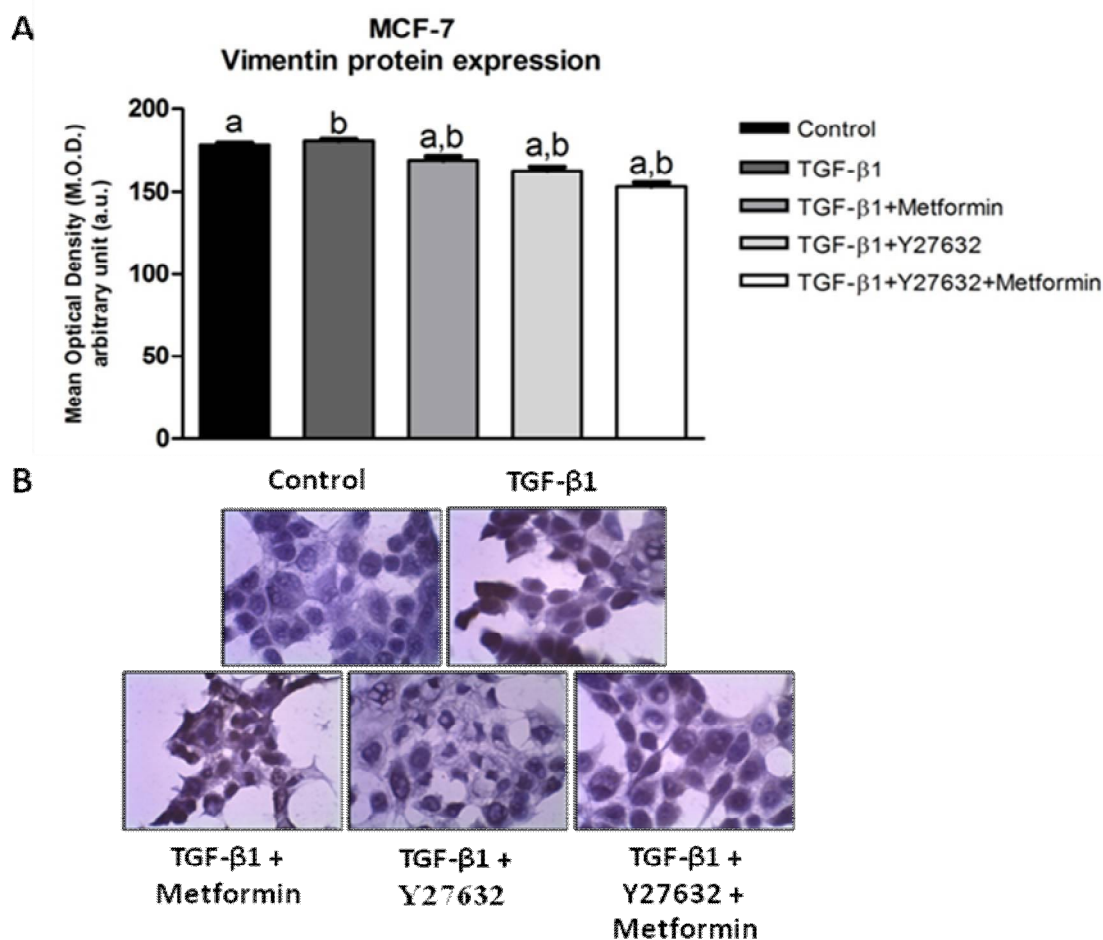 A
MCF-7
Vimentin protein expression
Mean Optical Density (M.O.D.)
arbitrary unit (a.u.)
200
150
100
50
0
a
b
a,b
a,b
a,b
Control
TGF-β1
TGF-β1+Metformin
TGF-β1+Y27632
TGF-β1+Y27632+Metformin
B
Control
TGF-β1
TGF-β1 +
Metformin
TGF-β1 +
Y27632
TGF-β1 +
Y27632 +
Metformin